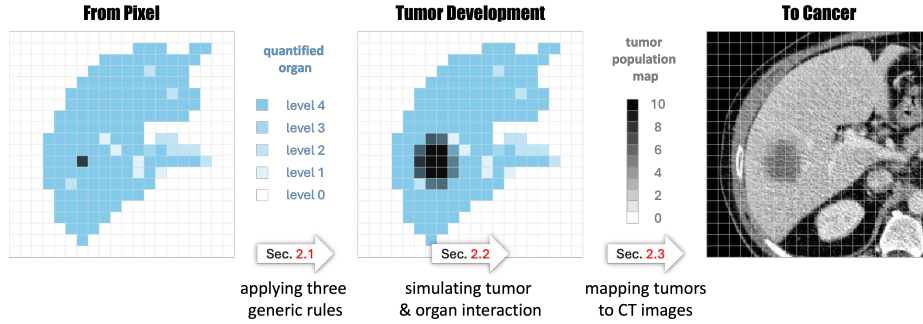 From Pixel
Tumor Development
To Cancer
quantified
organ
level 4
level 3
level 2
level 1
level 0
tumor
population
map
10
8
6
4
2
0
Sec. 2.1
Sec. 2.2
Sec. 2.3
applying three
generic rules
simulating tumor
& organ interaction
mapping tumors
to CT images